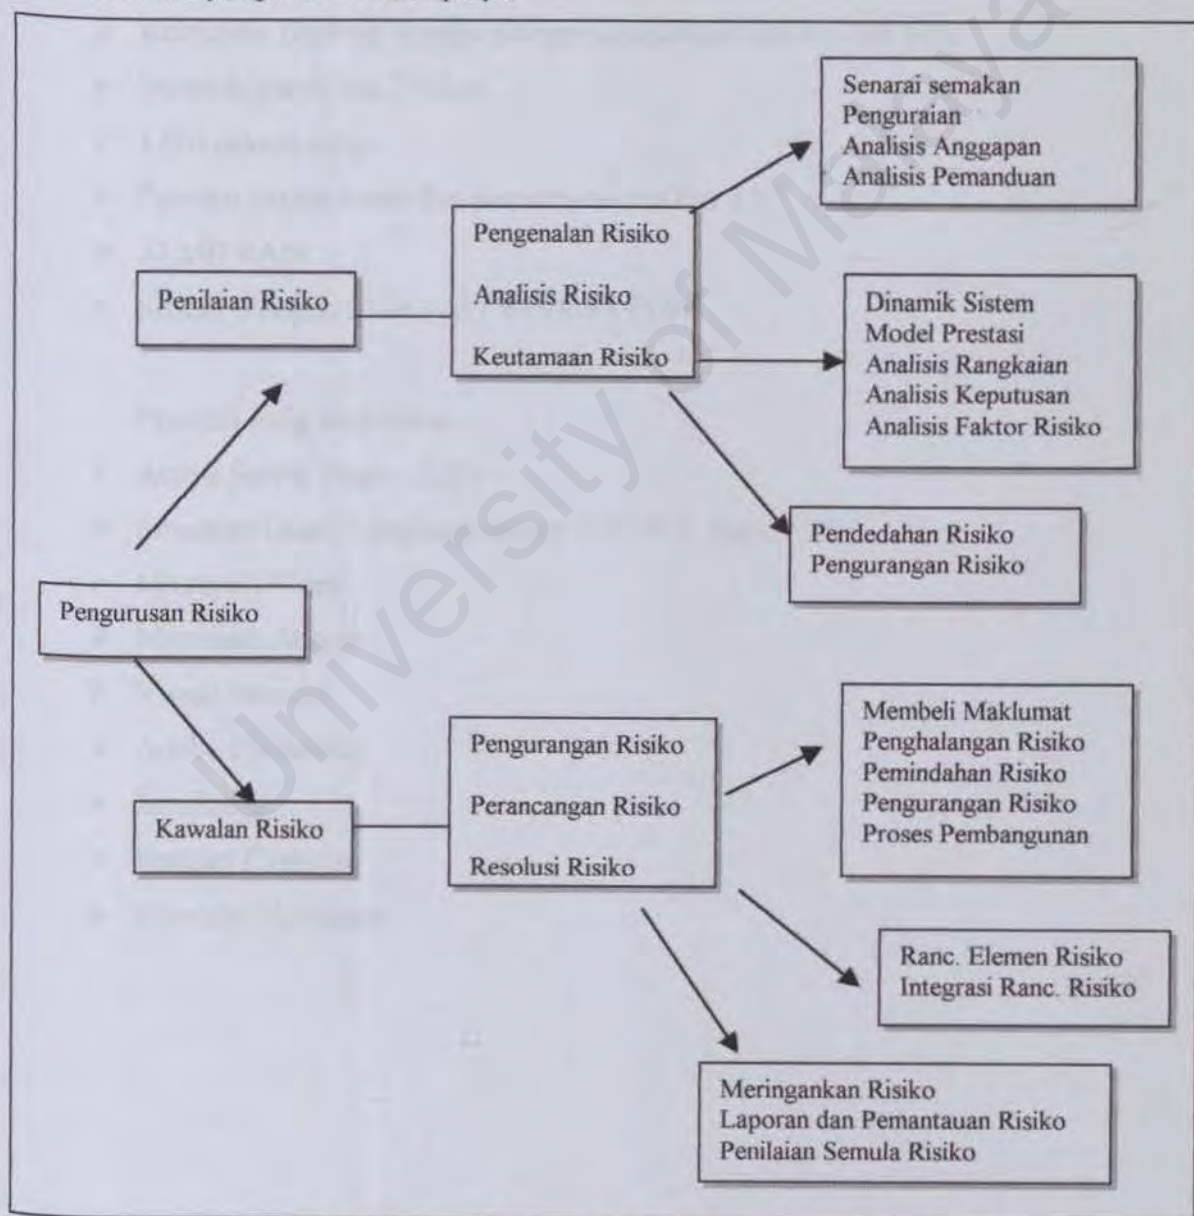 Senarai semakan
Penguraian
Analisis Anggapan
Analisis Pemanduan
Pengenalan Risiko
Analisis Risiko
Keutamaan Risiko
Penilaian Risiko
Dinamik Sistem
Model Prestasi
Analisis Rangkaian
Analisis Keputusan
Analisis Faktor Risiko
Pendedahan Risiko
Pengurangan Risiko
Pengurusan Risiko
Kawalan Risiko
Pengurangan Risiko
Perancangan Risiko
Resolusi Risiko
Membeli Maklumat
Penghalangan Risiko
Pemindahan Risiko
Pengurangan Risiko
Proses Pembangunan
Ranc. Elemen Risiko
Integrasi Ranc. Risiko
Meringankan Risiko
Laporan dan Pemantauan Risiko
Penilaian Semula Risiko
University of Malaya